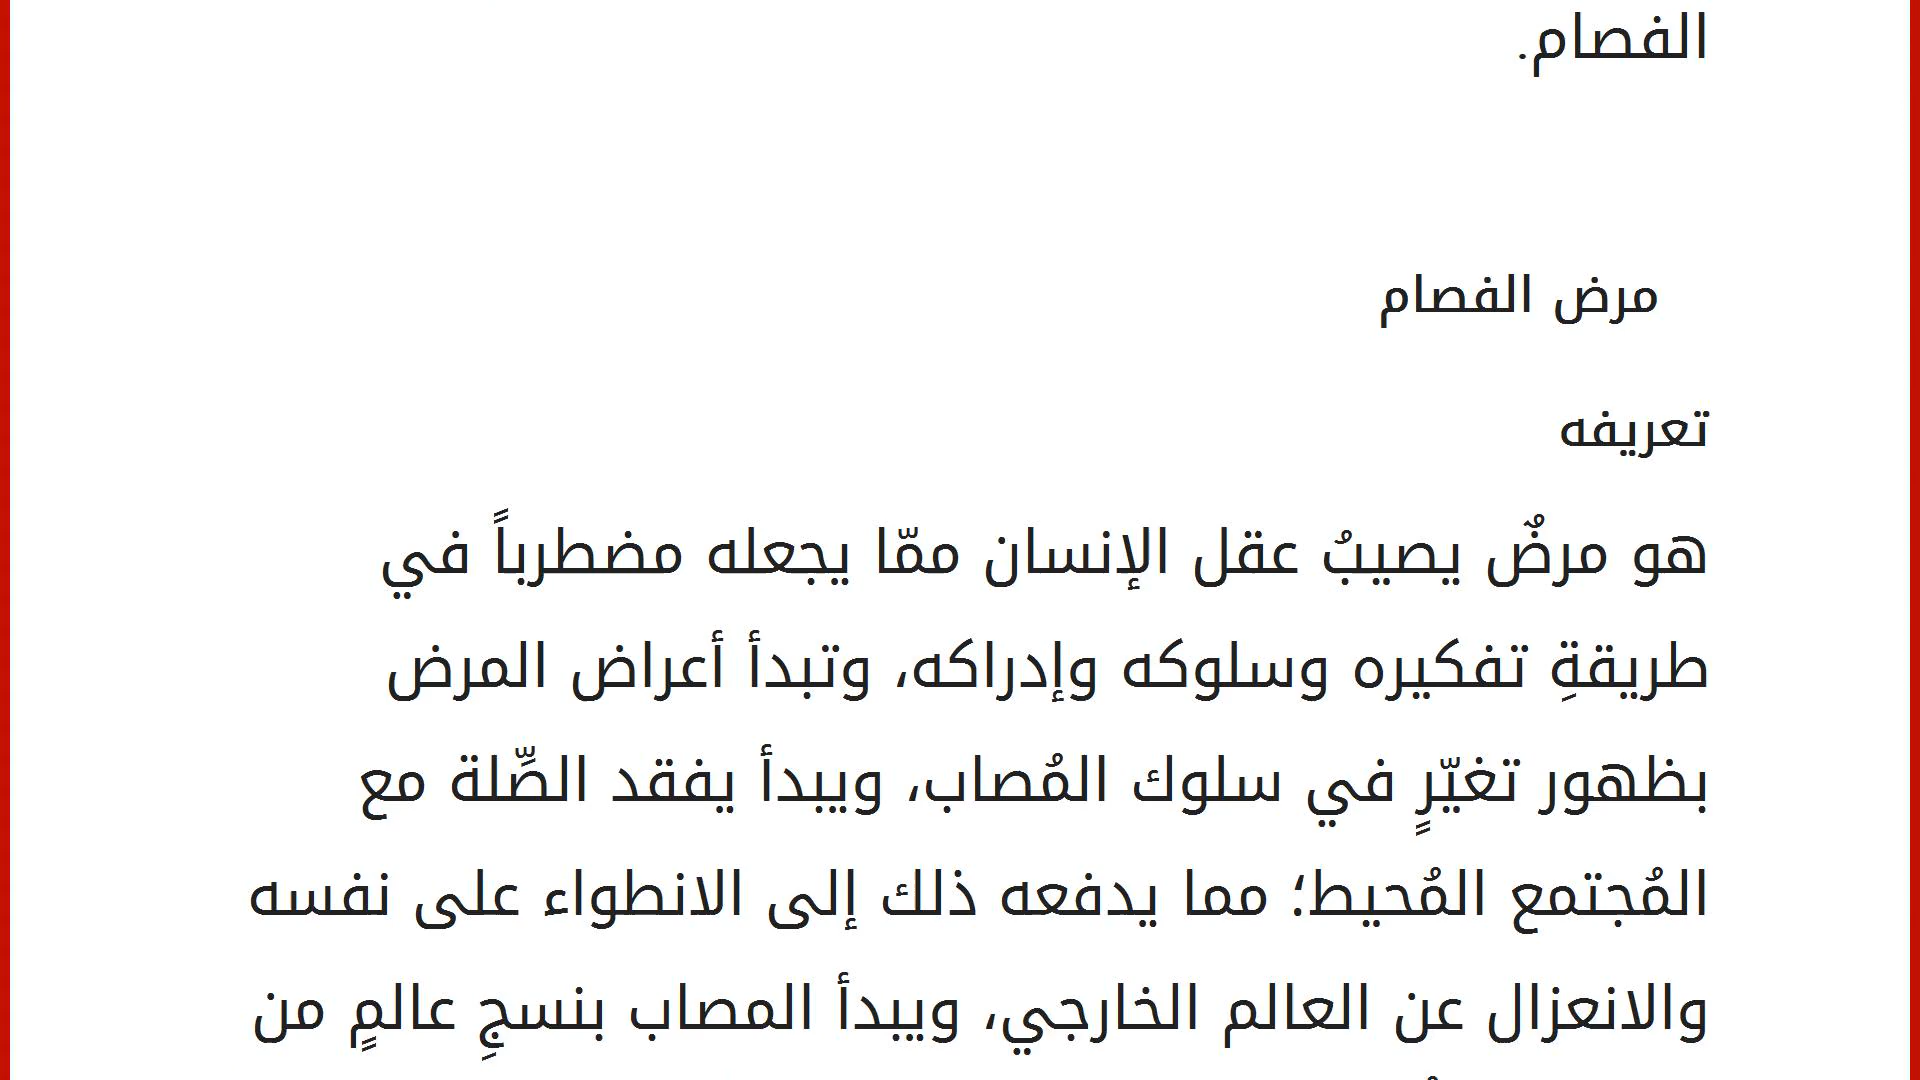 الفصام.
مرض الفصام
تعريفه
هو مرضٌ يصيبُ عقل الإنسان ممّا يجعله مضطرباً في
طريقةِ تفكيره وسلوكه وإدراكه، وتبدأ أعراض المرض
بظهور تغيّرٍ في سلوك المُصاب، ويبدأ يفقد الصِّلة مع
المُجتمع المُحيط؛ مما يدفعه ذلك إلى الانطواء على نفسه
والانعزال عن العالم الخارجي، ويبدأ المصاب بنسجِ عالمٍ من